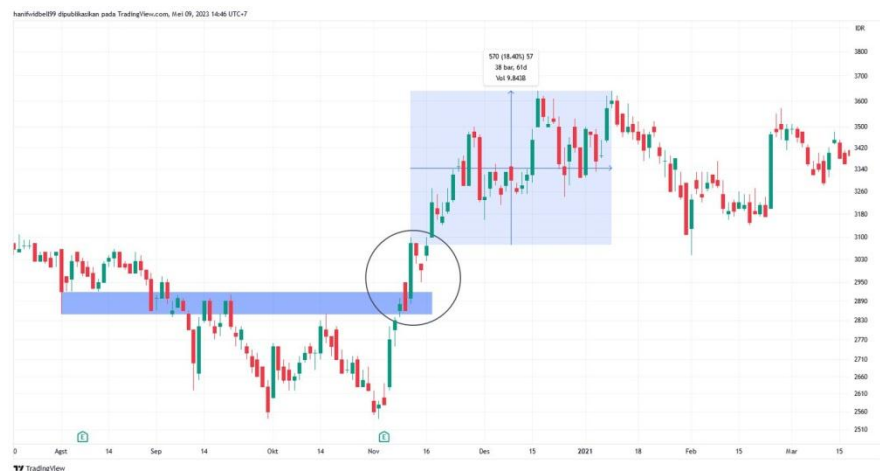 hanifwidbell99 dipublikasikan pada TradingView.com, Mei 09, 2023 14:46 UTC+7
IDR
570 (18.40%) 57
38 bar, 61d
Vol 9.843B
3800
3700
3600
3500
3420
3340
3260
3180
3100
3030
2950
2890
2830
2770
2710
2660
2610
2560
2510
E
E
0
Agst
14
Sep
14
Okt
14
Nov
16
Des
15
2021
18
Feb
15
Mar
15
TradingView